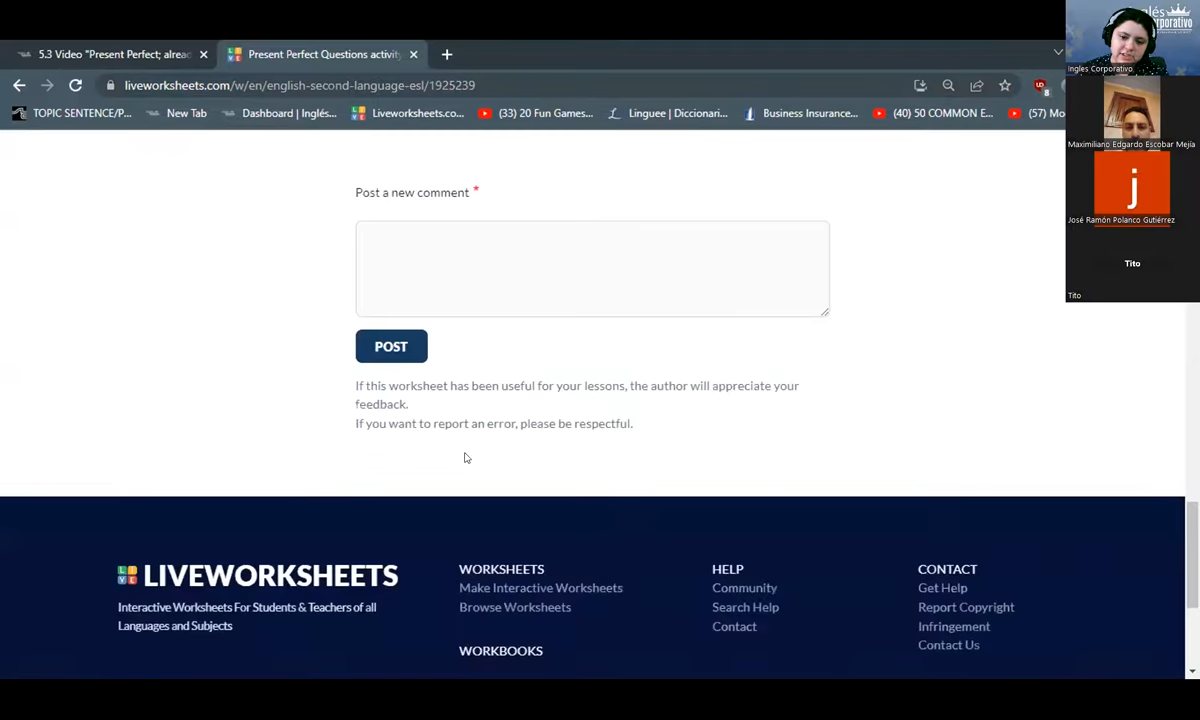 5.3 Video "Present Perfect; alrea
Present Perfect Questions activity
liveworksheets.com/w/en/english-second-language-esl/1925239
TOPIC SENTENCE/P...
New Tab
Dashboard | Inglés...
Liveworksheets.co...
(33) 20 Fun Games...
Linguee | Diccionari...
Business Insurance...
(40) 50 COMMON E...
(57) Mo
Ingles Corporativo
Maximiliano Edgardo Escobar Mejía
j
José Ramón Polanco Gutiérrez
Tito
Tito
Post a new comment *
POST
If this worksheet has been useful for your lessons, the author will appreciate your
feedback.
If you want to report an error, please be respectful.
LIVEWORKSHEETS
Interactive Worksheets For Students & Teachers of all
Languages and Subjects
WORKSHEETS
Make Interactive Worksheets
Browse Worksheets
WORKBOOKS
HELP
Community
Search Help
Contact
CONTACT
Get Help
Report Copyright
Infringement
Contact Us